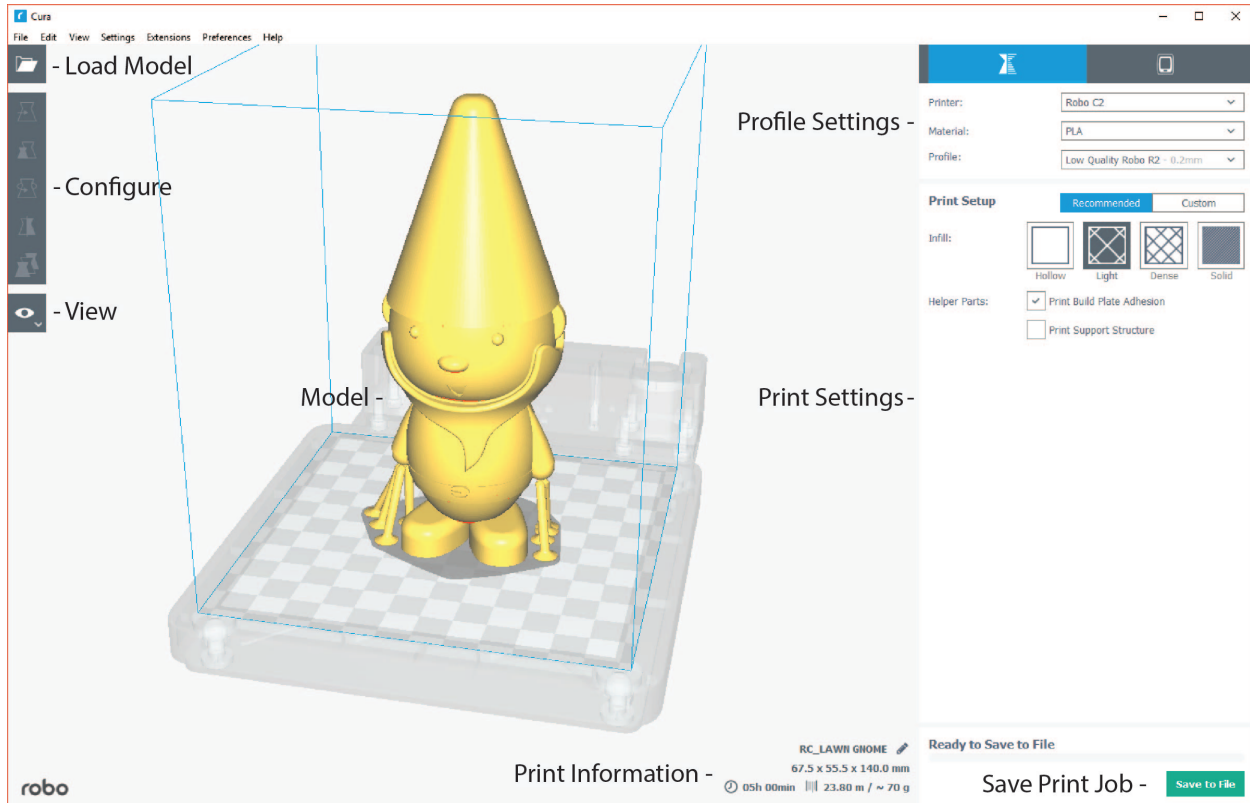 Cura
File Edit View Settings Extensions Preferences Help
- Load Model
- Configure
- View
Model -
Profile Settings -
Printer: Robo C2
Material: PLA
Profile: Low Quality Robo R2 - 0.2mm
Print Settings-
Print Setup Recommended Custom
Infill:
Hollow Light Dense Solid
Helper Parts: Print Build Plate Adhesion
Print Support Structure
robo
Print Information -
RC_LAWN GNOME
67.5 x 55.5 x 140.0 mm
05h 00min 23.80 m / ~ 70 g
Ready to Save to File
Save Print Job -
Save to File